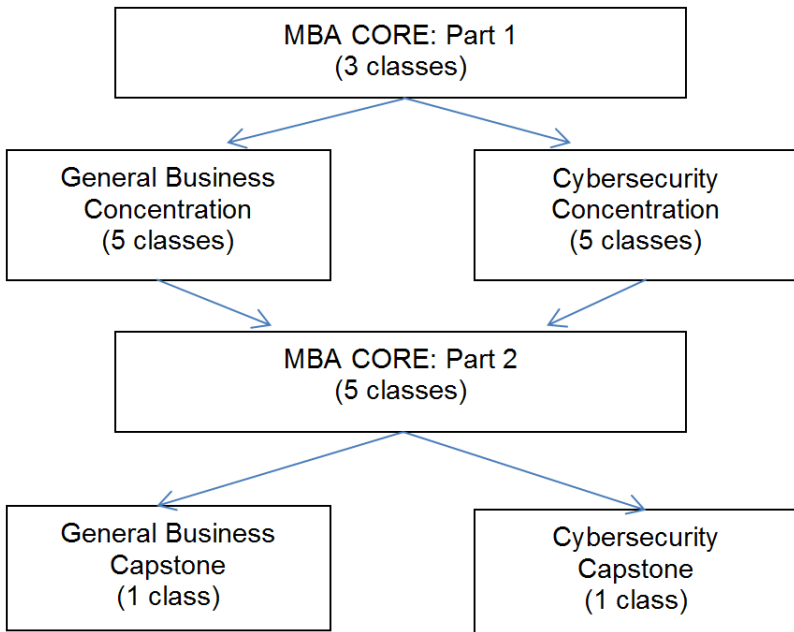 MBA CORE: Part 1
(3 classes)
General Business
Concentration
(5 classes)
Cybersecurity
Concentration
(5 classes)
MBA CORE: Part 2
(5 classes)
General Business
Capstone
(1 class)
Cybersecurity
Capstone
(1 class)